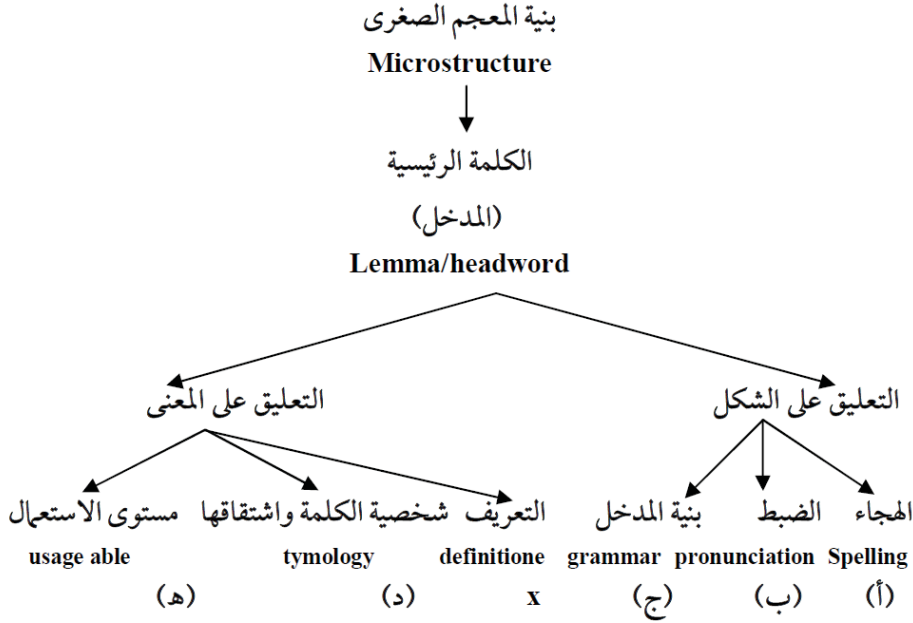 بنية المعجم الصغرى
Microstructure
الكلمة الرئيسية
(المدخل)
Lemma/headword
التعليق على الشكل
التعليق على المعنى
الهجاء الضبط بنية المدخل التعريف شخصية الكلمة واشتقاقها مستوى الاستعمال
usage able tymology definitione grammar pronunciation Spelling
(أ) (ب) (ج) x (د) (ه)